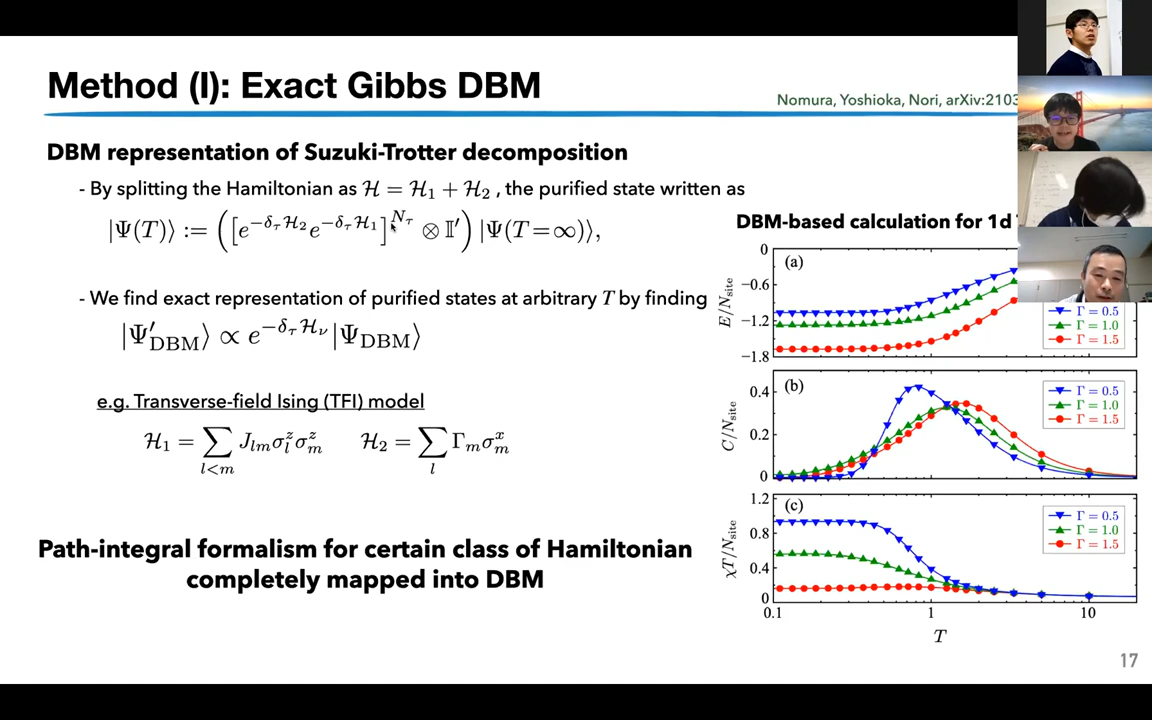 Method (I): Exact Gibbs DBM
Nomura, Yoshioka, Nori, arXiv:2103
DBM representation of Suzuki-Trotter decomposition
- By splitting the Hamiltonian as ℋ = ℋ₁ + ℋ₂ , the purified state written as
|Ψ(T)⟩ := ([e^{−δ_τ ℋ₂} e^{−δ_τ ℋ₁}]^{N_τ} ⊗ 𝕀′) |Ψ(T=∞)⟩,
- We find exact representation of purified states at arbitrary T by finding
|Ψ′_DBM⟩ ∝ e^{−δ_τ ℋ_ν} |Ψ_DBM⟩
e.g. Transverse-field Ising (TFI) model
ℋ₁ = ∑_{l<m} J_{lm} σ_l^z σ_m^z ℋ₂ = ∑_l Γ_m σ_m^x
Path-integral formalism for certain class of Hamiltonian
completely mapped into DBM
DBM-based calculation for 1d
(a)
E/N_site
0
−0.6
−1.2
−1.8
Γ = 0.5
Γ = 1.0
Γ = 1.5
(b)
C/N_site
0.4
0.2
0
Γ = 0.5
Γ = 1.0
Γ = 1.5
(c)
χT/N_site
1.2
0.8
0.4
0
Γ = 0.5
Γ = 1.0
Γ = 1.5
0.1 1 10
T
17